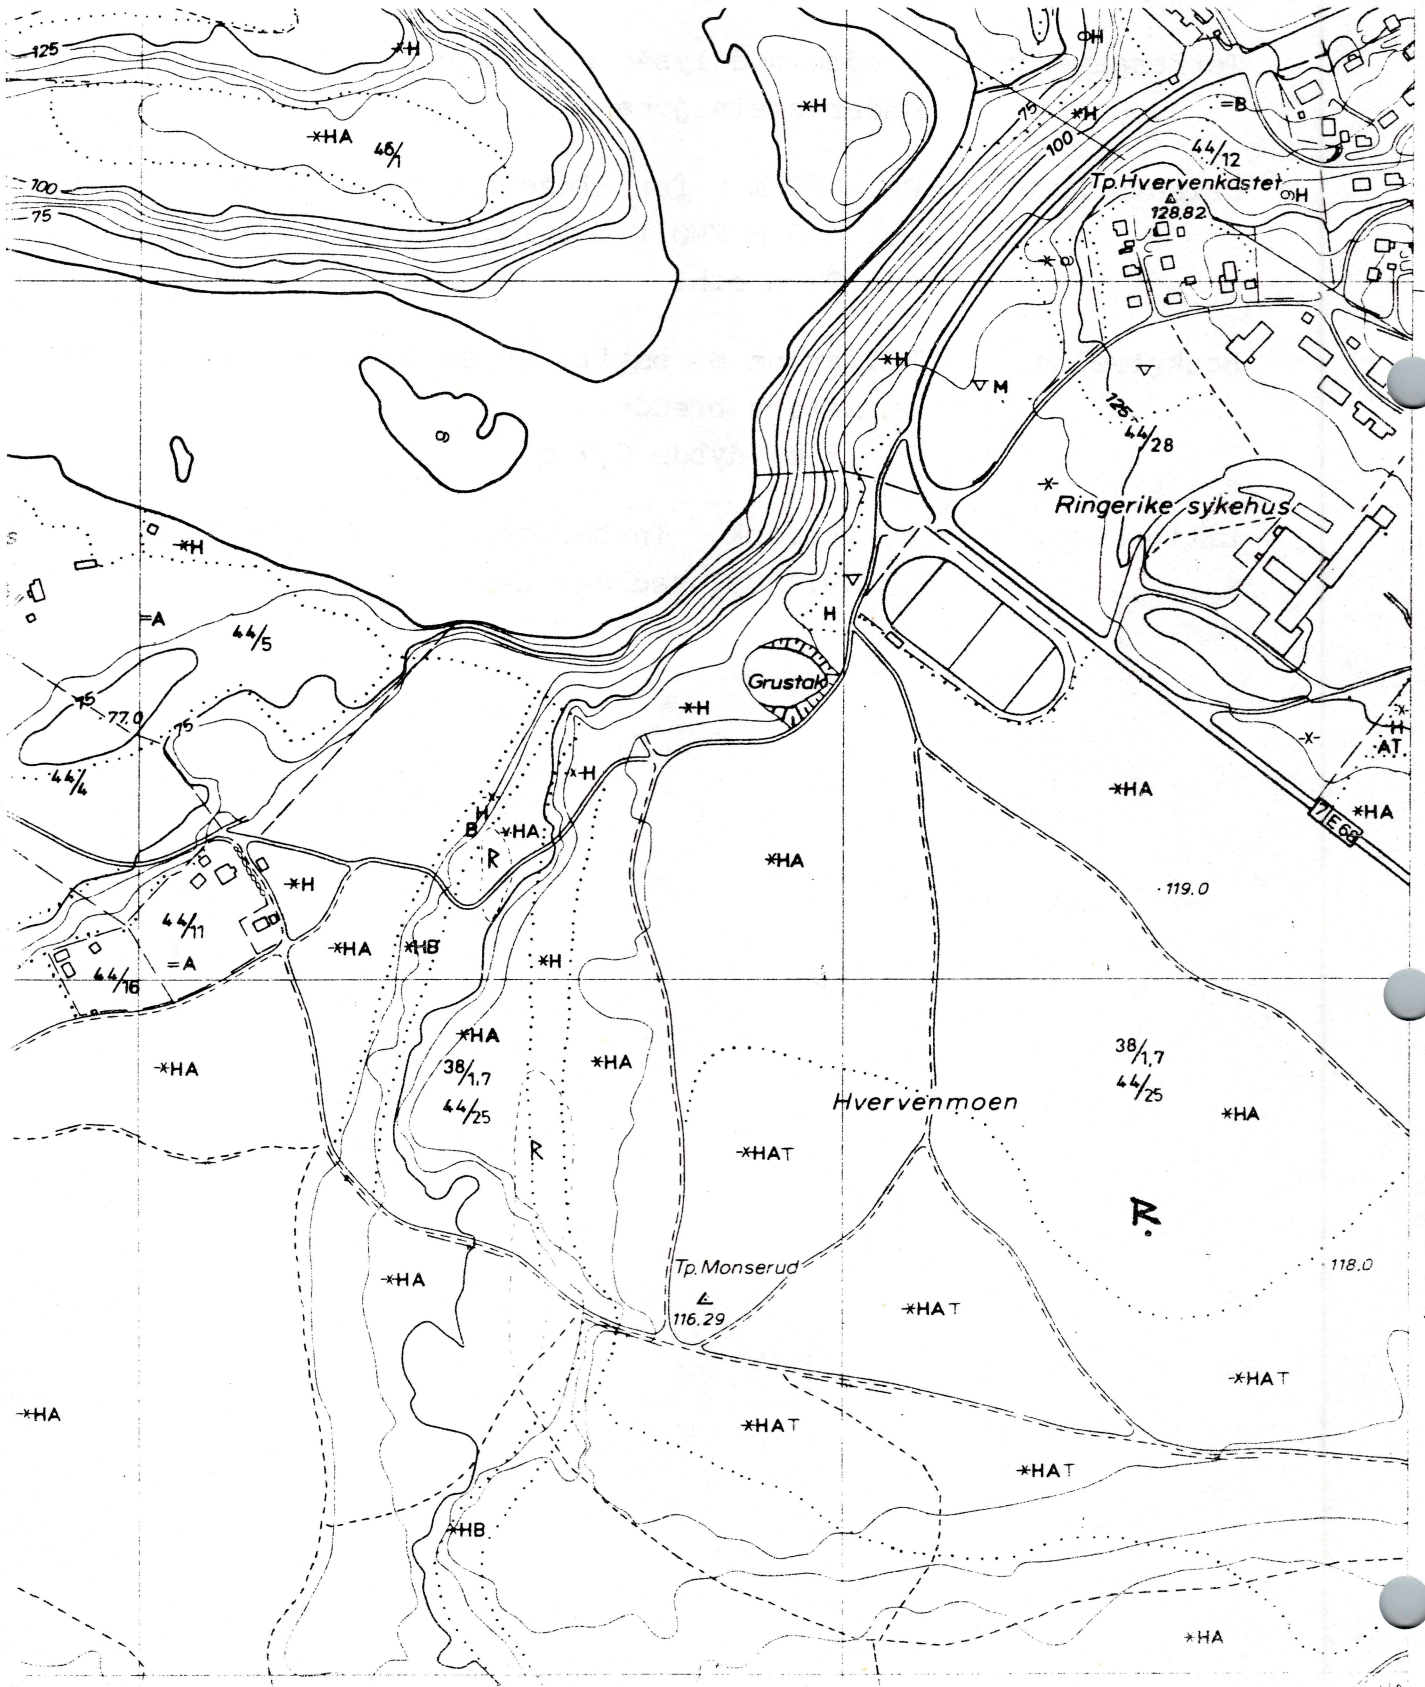 125
H
H
H
75
H
100
B
HA
46/1
44/12
Tp. Hvervenkastet
H
128,82
100
75
H
M
125
44/28
Ringerike sykehus
H
A
44/5
H
Grustak
H
75
77.0
75
44/4
H
H
B
HA
R
H
AT
HA
HA
7/E68
HA
119.0
H
44/11
HA
HB
H
A
44/16
HA
HA
38/1,7
44/25
HA
38/1,7
44/25
HA
Hvervenmoen
R
HAT
R
Tp. Monserud
116,29
118.0
HA
HAT
HAT
HA
HAT
HAT
HB
HA